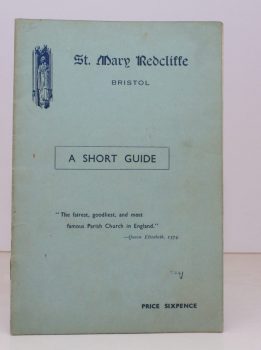 St. Mary Redcliffe
BRISTOL
A SHORT GUIDE
"The fairest, goodliest, and most
famous Parish Church in England."
—Queen Elizabeth, 1574
PRICE SIXPENCE